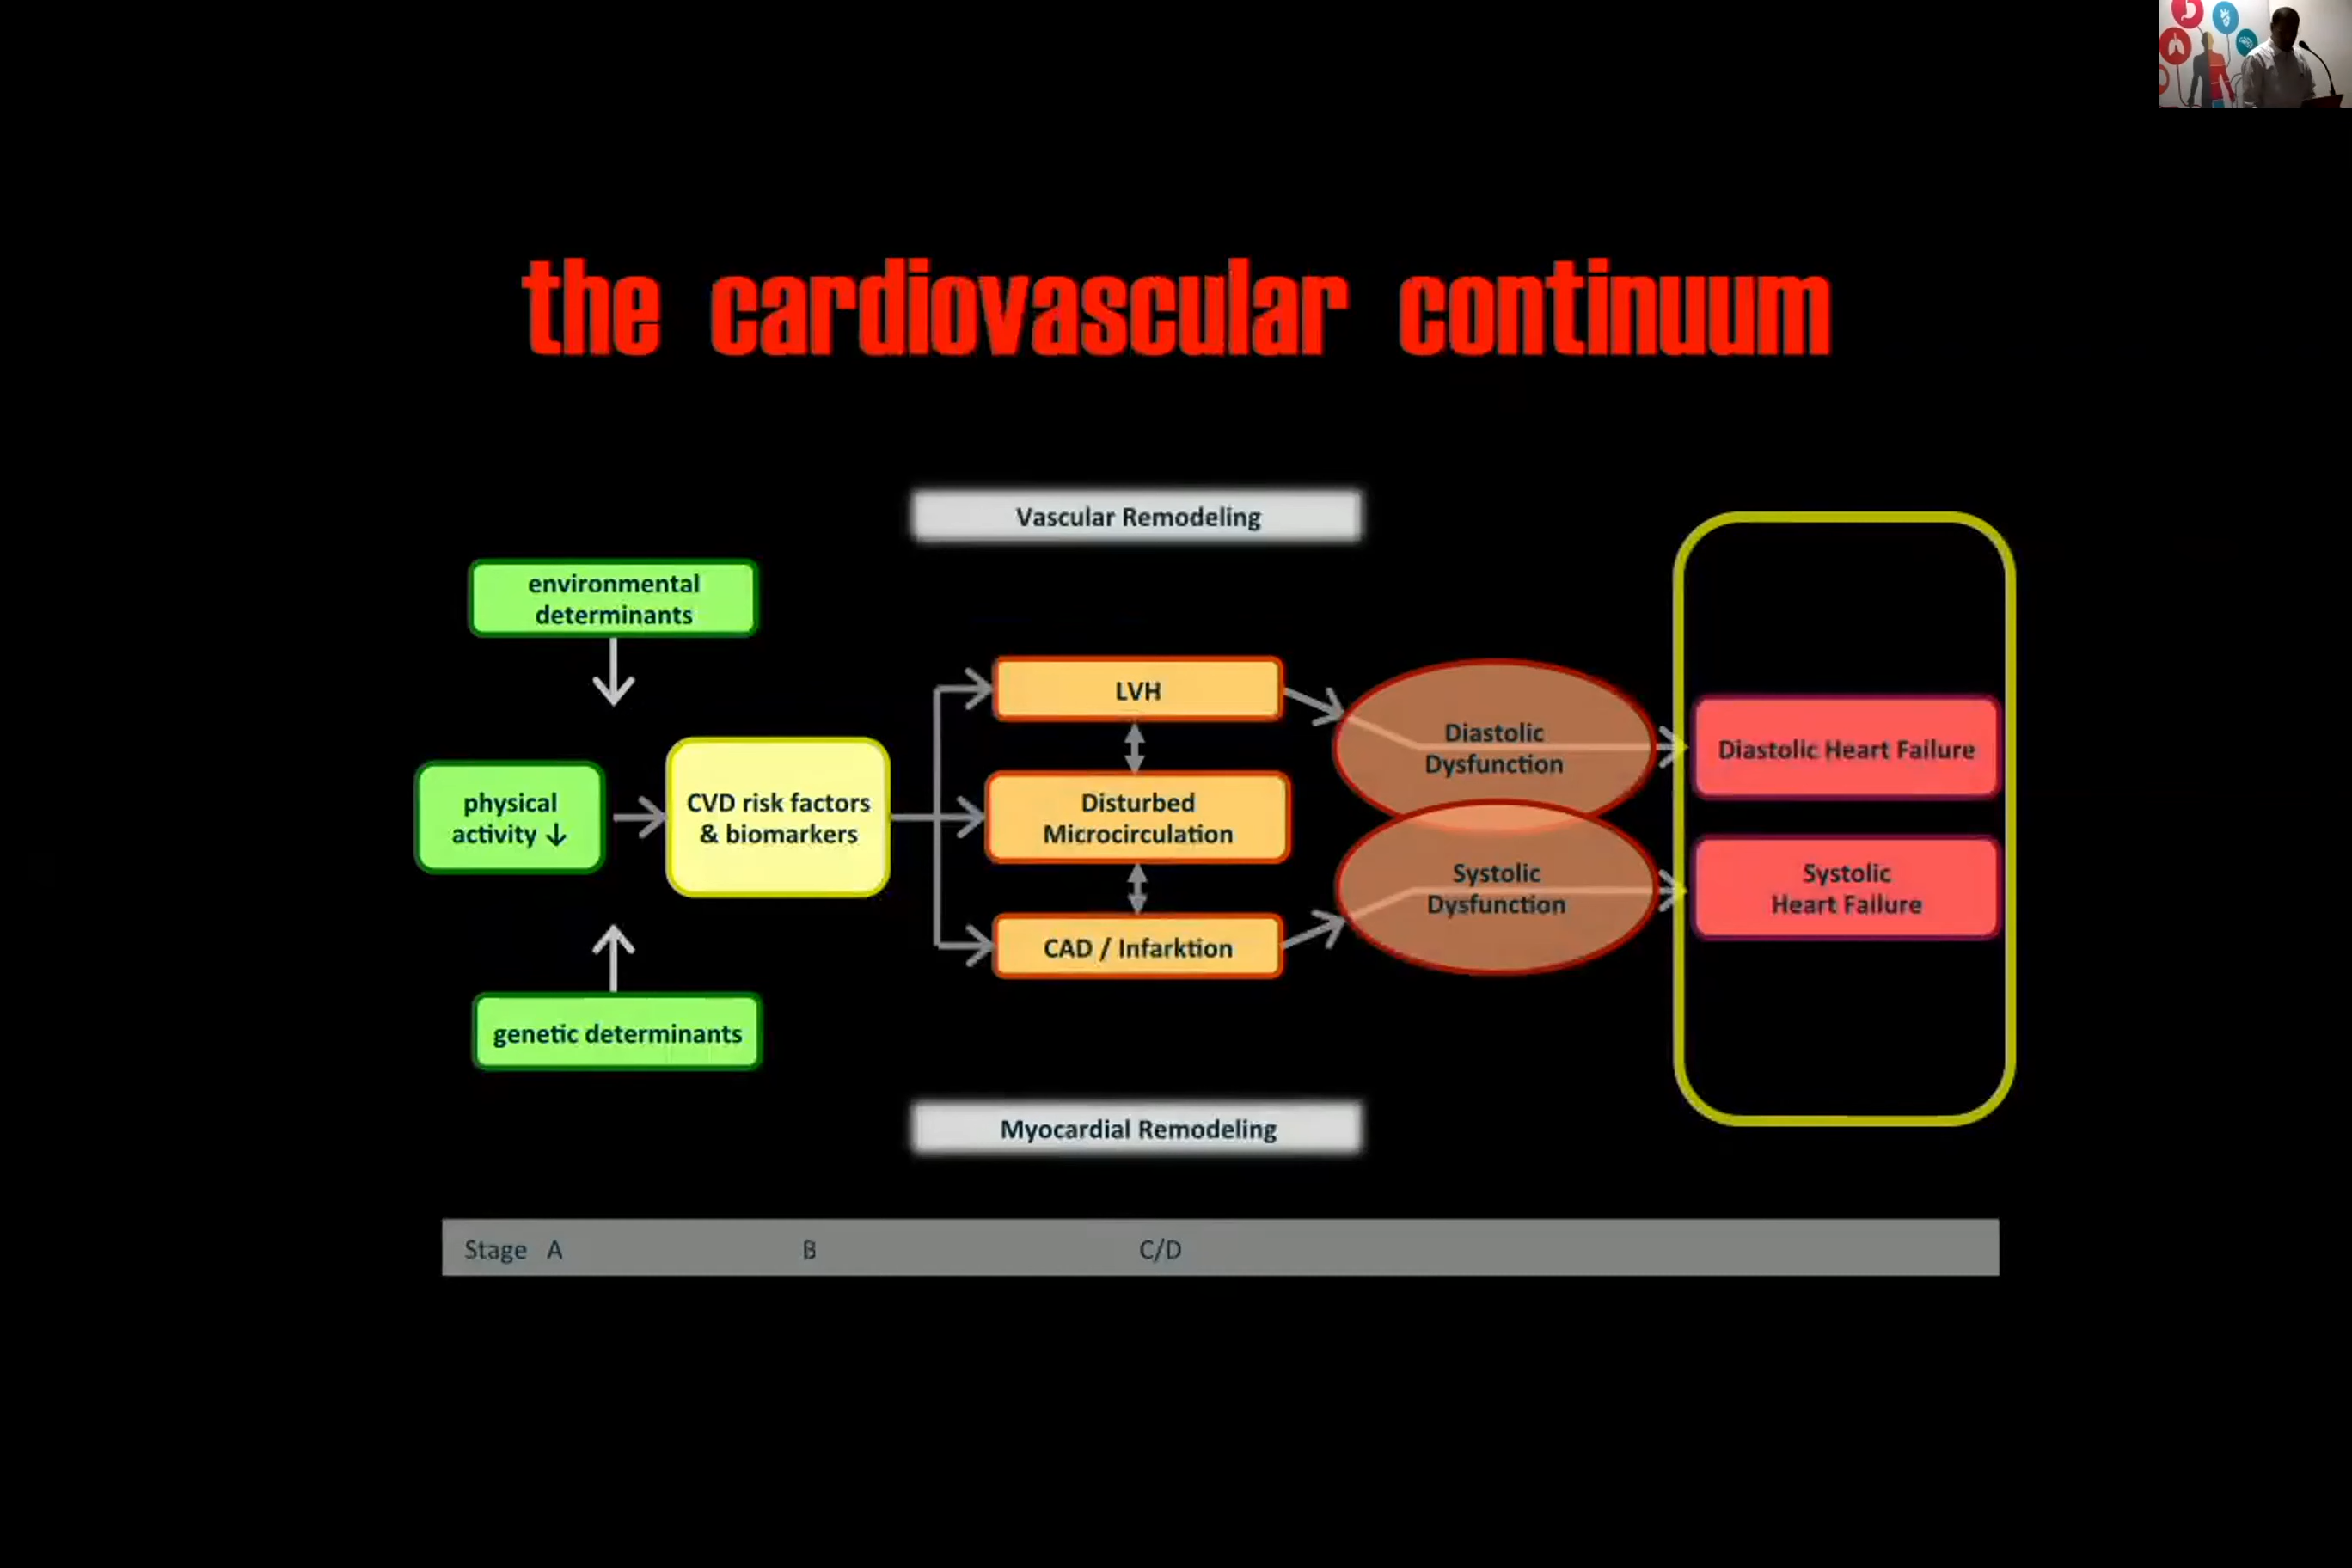 the cardiovascular continuum
Vascular Remodeling
environmental
determinants
physical
activity ↓
genetic determinants
CVD risk factors
& biomarkers
LVH
Disturbed
Microcirculation
CAD / Infarktion
Diastolic
Dysfunction
Systolic
Dysfunction
Diastolic Heart Failure
Systolic
Heart Failure
Myocardial Remodeling
Stage A B C/D